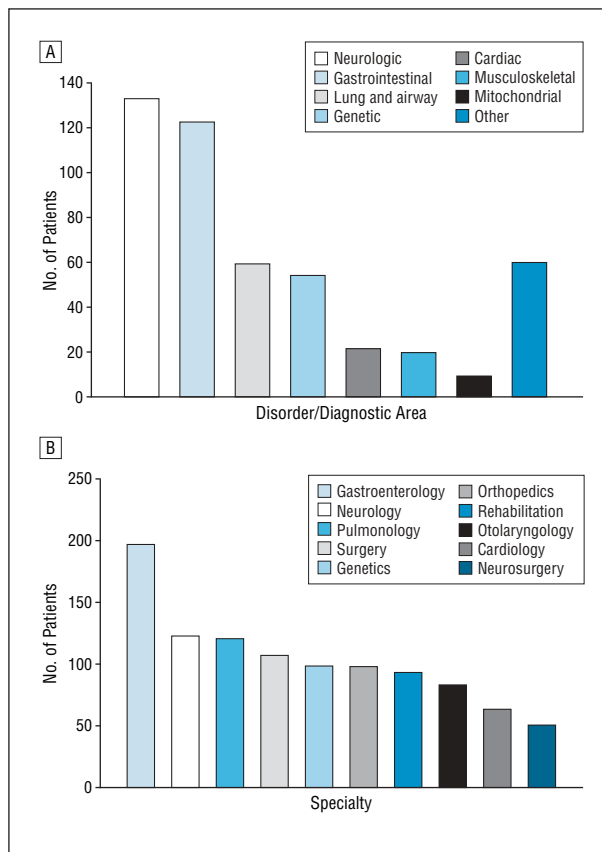 A
Neurologic
Gastrointestinal
Lung and airway
Genetic
Cardiac
Musculoskeletal
Mitochondrial
Other
No. of Patients
140
120
100
80
60
40
20
0
Disorder/Diagnostic Area
B
Gastroenterology
Neurology
Pulmonology
Surgery
Genetics
Orthopedics
Rehabilitation
Otolaryngology
Cardiology
Neurosurgery
No. of Patients
250
200
150
100
50
0
Specialty